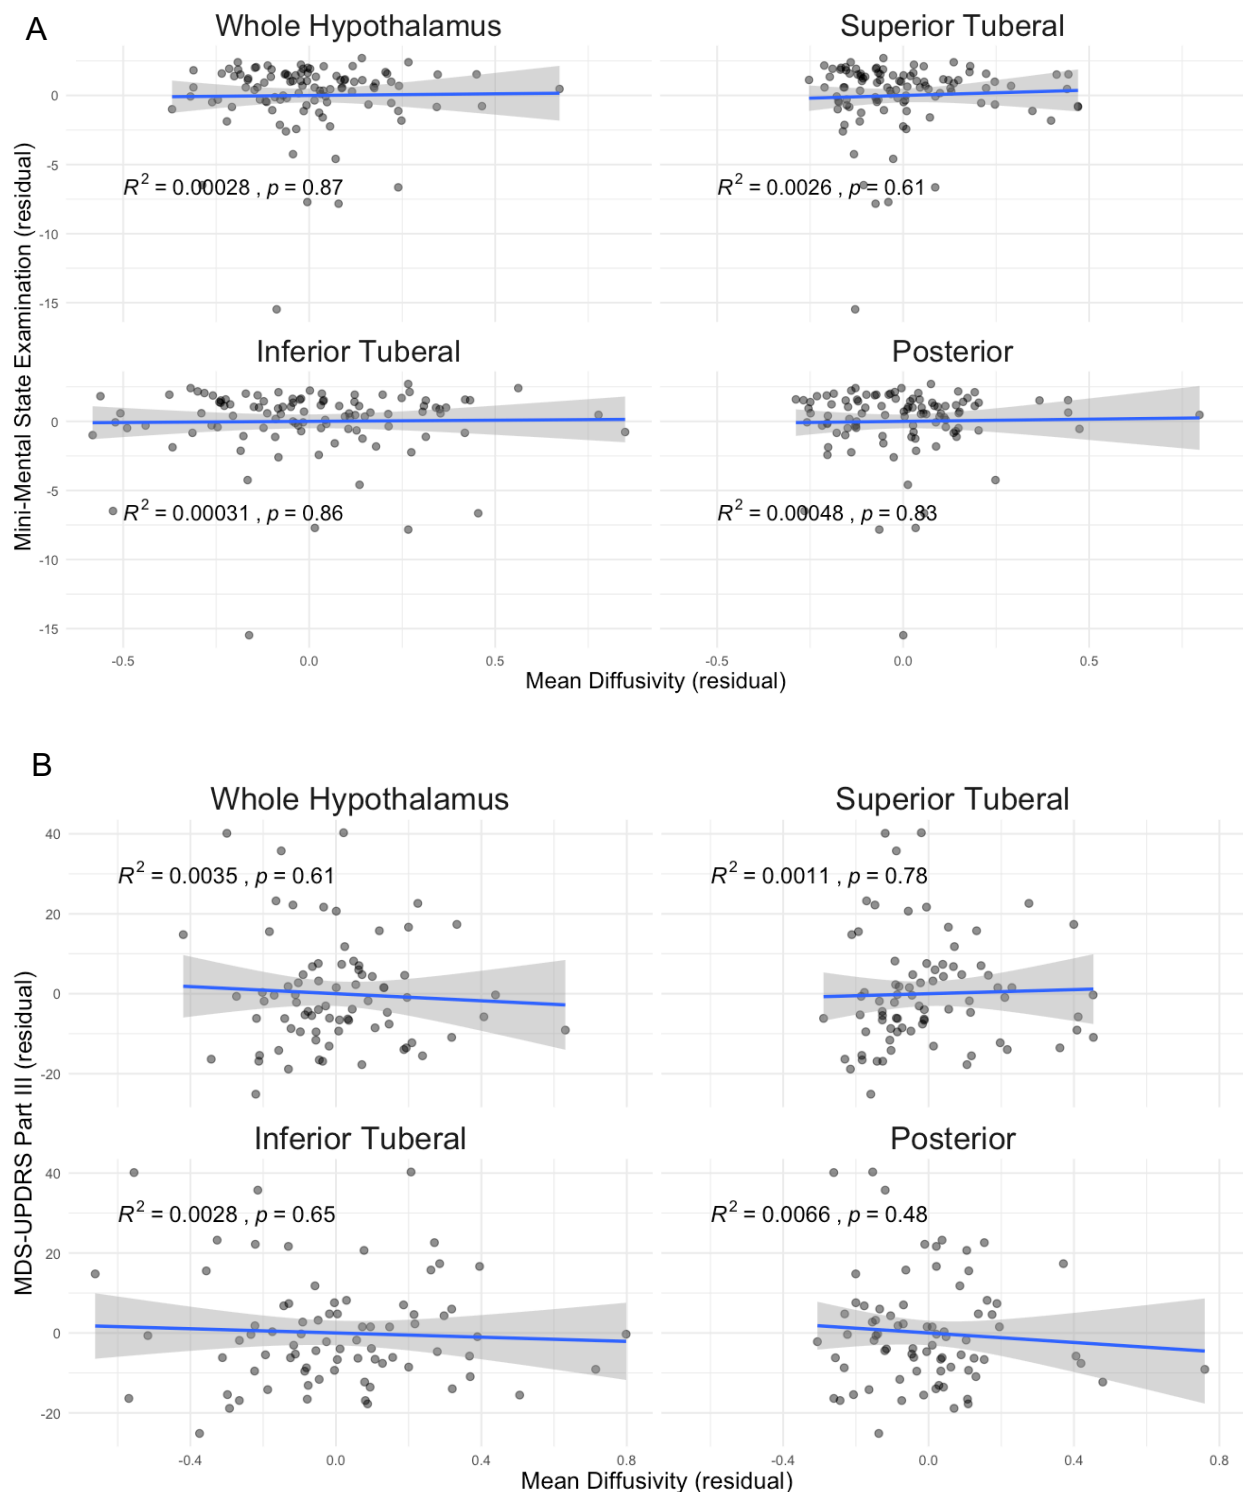 A
Whole Hypothalamus
Superior Tuberal
0
-5
-10
-15
R² = 0.00028 , p = 0.87
R² = 0.0026 , p = 0.61
Mini-Mental State Examination (residual)
Inferior Tuberal
Posterior
0
-5
-10
-15
R² = 0.00031 , p = 0.86
R² = 0.00048 , p = 0.83
-0.5 0.0 0.5
-0.5 0.0 0.5
Mean Diffusivity (residual)
B
Whole Hypothalamus
Superior Tuberal
40
20
0
-20
R² = 0.0035 , p = 0.61
R² = 0.0011 , p = 0.78
MDS-UPDRS Part III (residual)
Inferior Tuberal
Posterior
40
20
0
-20
R² = 0.0028 , p = 0.65
R² = 0.0066 , p = 0.48
-0.4 0.0 0.4 0.8
-0.4 0.0 0.4 0.8
Mean Diffusivity (residual)